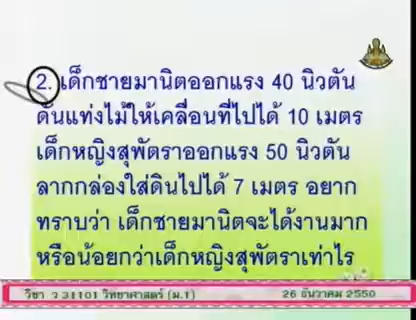 2. เด็กชายมานิตออกแรง 40 นิวตัน
ดันแท่งไม้ให้เคลื่อนที่ไปได้ 10 เมตร
เด็กหญิงสุพัตราออกแรง 50 นิวตัน
ลากกล่องใส่ดินไปได้ 7 เมตร อยาก
ทราบว่า เด็กชายมานิตจะได้งานมาก
หรือน้อยกว่าเด็กหญิงสุพัตราเท่าไร
วิชา ว 31101 วิทยาศาสตร์ (ม.1) 26 ธันวาคม 2550